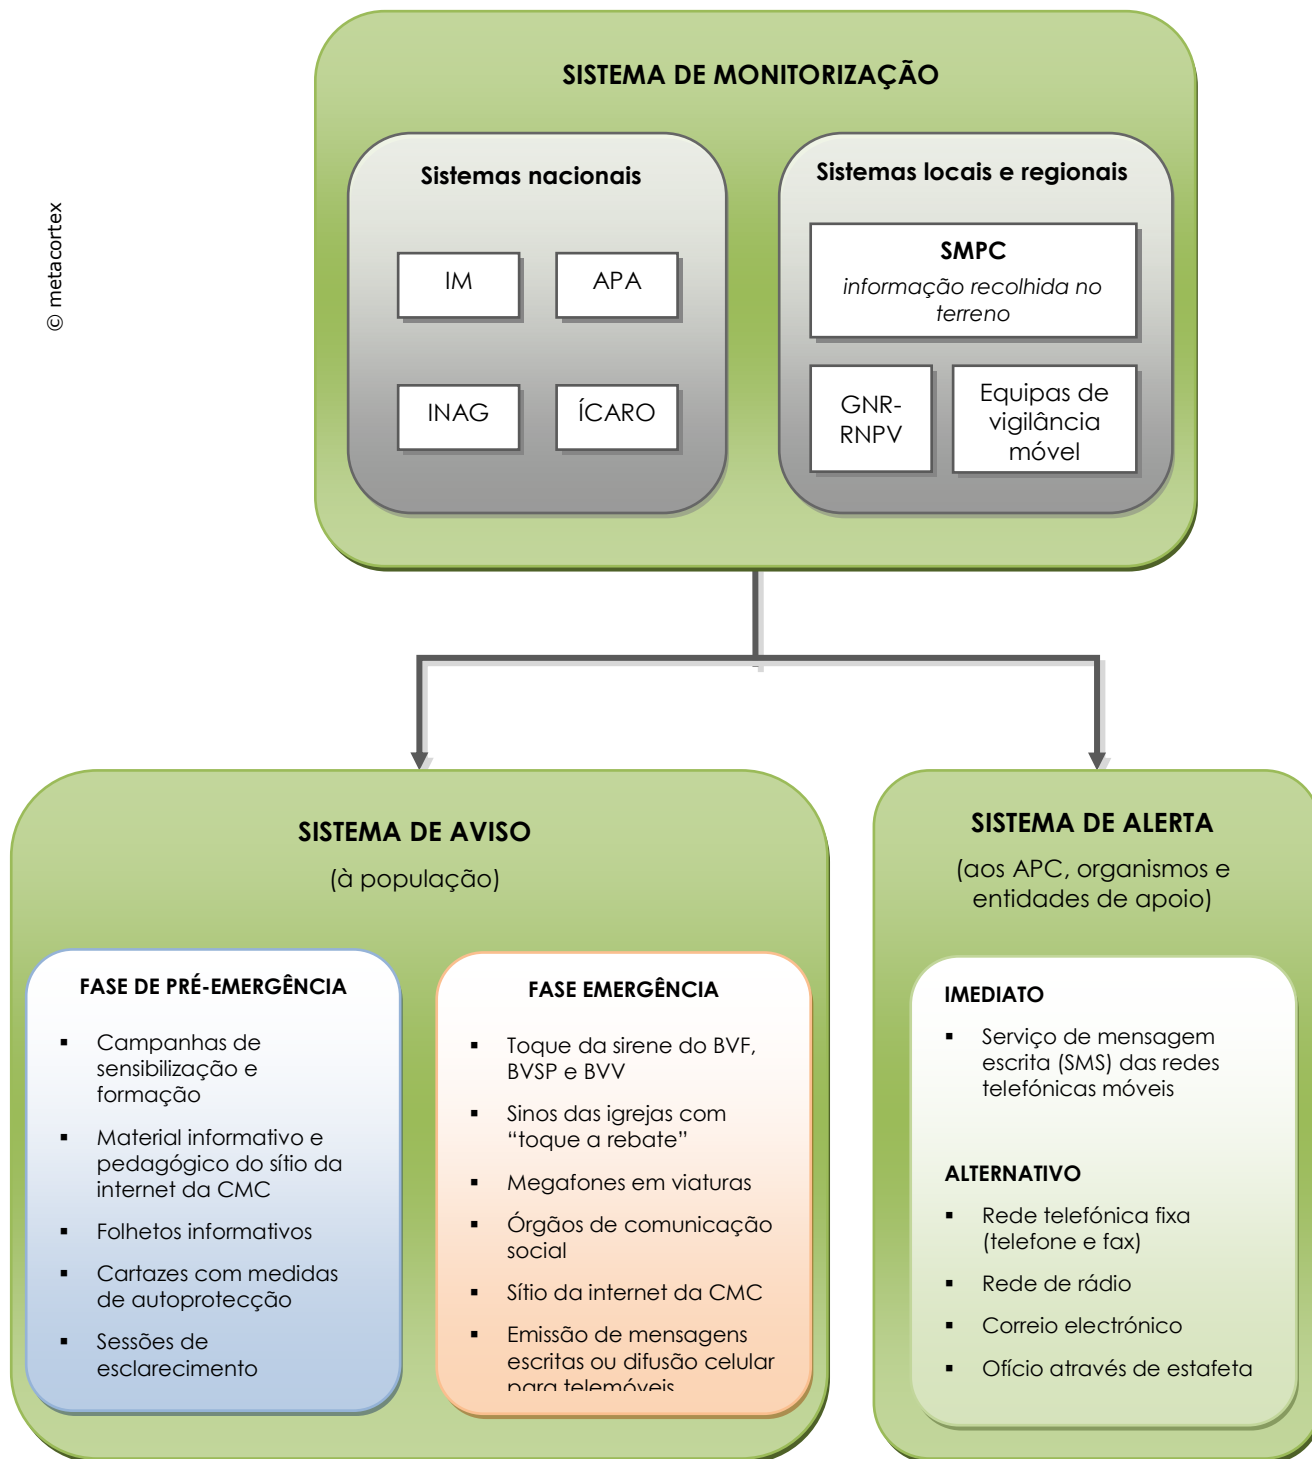 © metacortex
SISTEMA DE MONITORIZAÇÃO
Sistemas nacionais
IM
APA
INAG
ÍCARO
Sistemas locais e regionais
SMPC
informação recolhida no
terreno
GNR-
RNPV
Equipas de
vigilância
móvel
SISTEMA DE AVISO
(à população)
FASE DE PRÉ-EMERGÊNCIA
▪ Campanhas de
sensibilização e
formação
▪ Material informativo e
pedagógico do sítio da
internet da CMC
▪ Folhetos informativos
▪ Cartazes com medidas
de autoprotecção
▪ Sessões de
esclarecimento
FASE EMERGÊNCIA
▪ Toque da sirene do BVF,
BVSP e BVV
▪ Sinos das igrejas com
“toque a rebate”
▪ Megafones em viaturas
▪ Órgãos de comunicação
social
▪ Sítio da internet da CMC
▪ Emissão de mensagens
escritas ou difusão celular
para telemóveis
SISTEMA DE ALERTA
(aos APC, organismos e
entidades de apoio)
IMEDIATO
▪ Serviço de mensagem
escrita (SMS) das redes
telefónicas móveis
ALTERNATIVO
▪ Rede telefónica fixa
(telefone e fax)
▪ Rede de rádio
▪ Correio electrónico
▪ Ofício através de estafeta